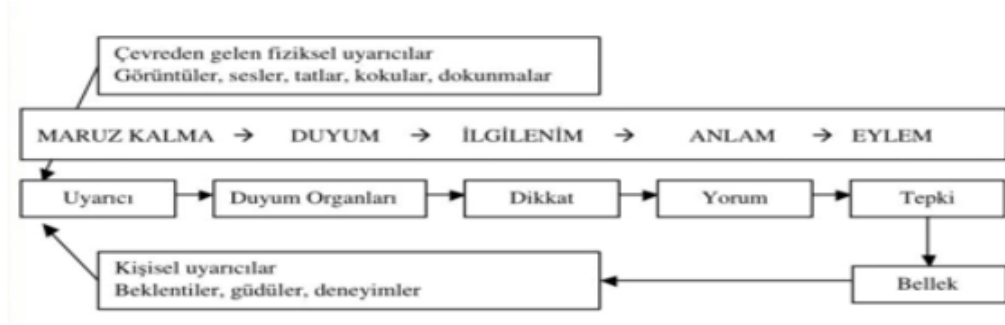 Çevreden gelen fiziksel uyarıcılar
Görüntüler, sesler, tatlar, kokular, dokunmalar
MARUZ KALMA → DUYUM → İLGİLENİM → ANLAM → EYLEM
Uyarıcı Duyum Organları Dikkat Yorum Tepki
Kişisel uyarıcılar
Beklentiler, güdüler, deneyimler
Bellek